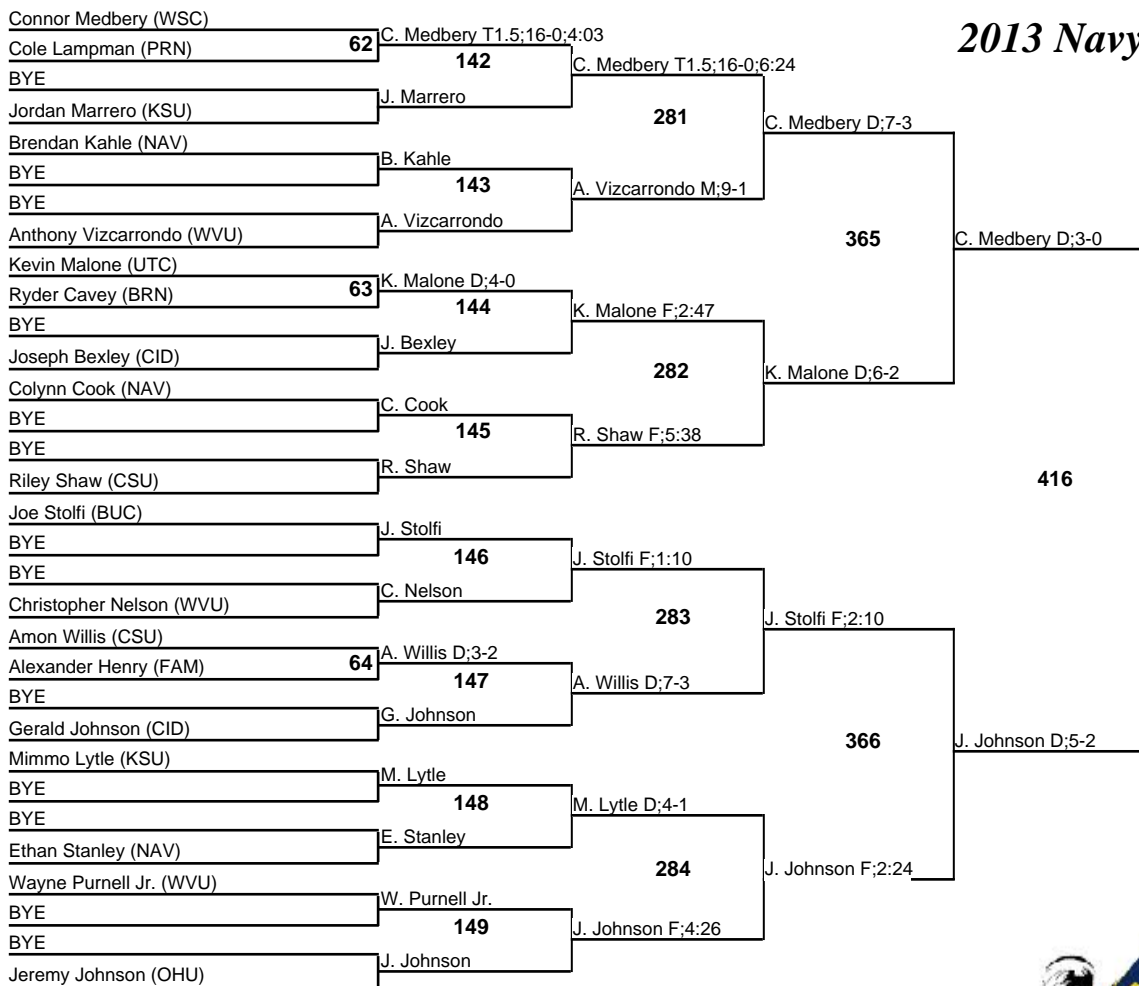 Connor Medbery (WSC)
Cole Lampman (PRN)
BYE
Jordan Marrero (KSU)
Brendan Kahle (NAV)
BYE
BYE
Anthony Vizcarrondo (WVU)
Kevin Malone (UTC)
Ryder Cavey (BRN)
BYE
Joseph Bexley (CID)
Colynn Cook (NAV)
BYE
BYE
Riley Shaw (CSU)
Joe Stolfi (BUC)
BYE
BYE
Christopher Nelson (WVU)
Amon Willis (CSU)
Alexander Henry (FAM)
BYE
Gerald Johnson (CID)
Mimmo Lytle (KSU)
BYE
BYE
Ethan Stanley (NAV)
Wayne Purnell Jr. (WVU)
BYE
BYE
Jeremy Johnson (OHU)
62
63
64
C. Medbery T1.5;16-0;4:03
142
J. Marrero
B. Kahle
143
A. Vizcarrondo
K. Malone D;4-0
144
J. Bexley
C. Cook
145
R. Shaw
J. Stolfi
146
C. Nelson
A. Willis D;3-2
147
G. Johnson
M. Lytle
148
E. Stanley
W. Purnell Jr.
149
J. Johnson
C. Medbery T1.5;16-0;6:24
281
A. Vizcarrondo M;9-1
K. Malone F;2:47
282
R. Shaw F;5:38
J. Stolfi F;1:10
283
A. Willis D;7-3
M. Lytle D;4-1
284
J. Johnson F;4:26
C. Medbery D;7-3
365
K. Malone D;6-2
J. Stolfi F;2:10
366
J. Johnson F;2:24
2013 Navy
C. Medbery D;3-0
416
J. Johnson D;5-2